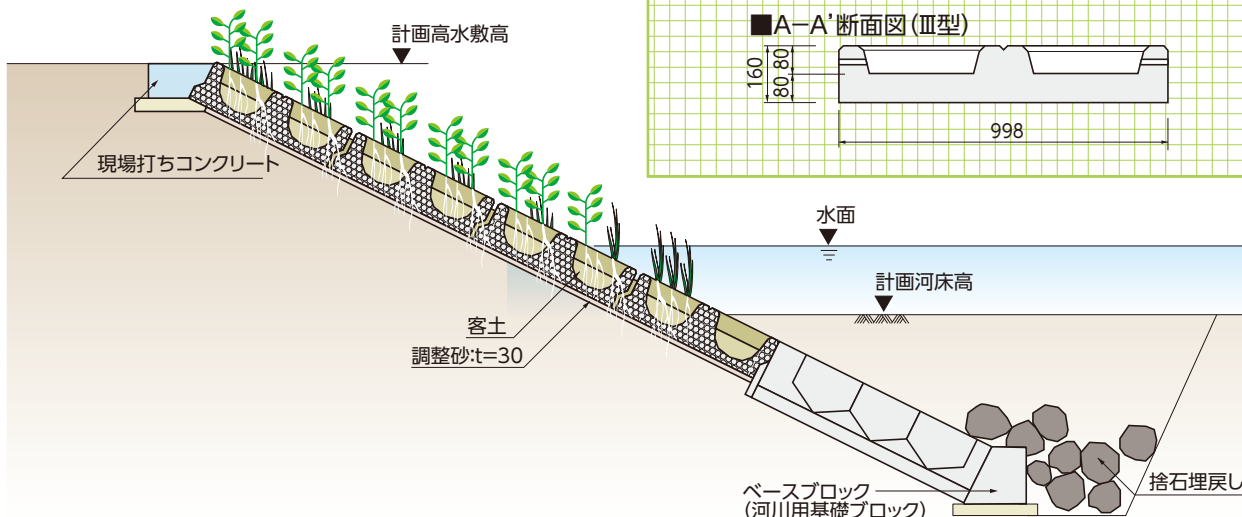 計画高水敷高
■A−A'断面図(Ⅲ型)
160
80
80
998
現場打ちコンクリート
水面
計画河床高
客土
調整砂:t=30
ベースブロック
(河川用基礎ブロック)
捨石埋戻し